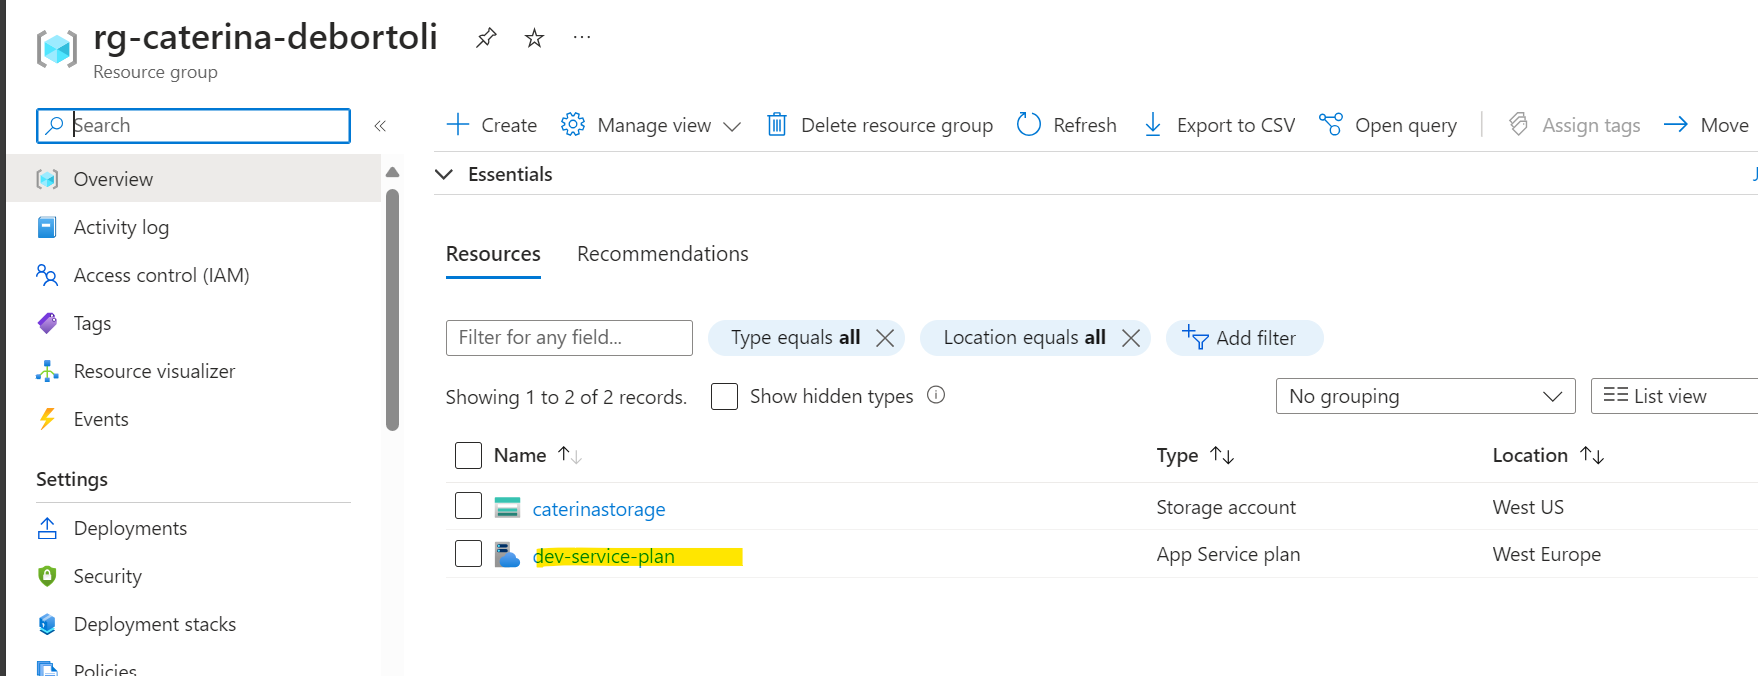 rg-caterina-debortoli
Resource group
Search
Create Manage view Delete resource group Refresh Export to CSV Open query Assign tags Move
Overview
Activity log
Access control (IAM)
Tags
Resource visualizer
Events
Settings
Deployments
Security
Deployment stacks
Policies
Essentials
Resources Recommendations
Filter for any field... Type equals all Location equals all Add filter
Showing 1 to 2 of 2 records. Show hidden types No grouping List view
Name Type Location
caterinastorage Storage account West US
dev-service-plan App Service plan West Europe